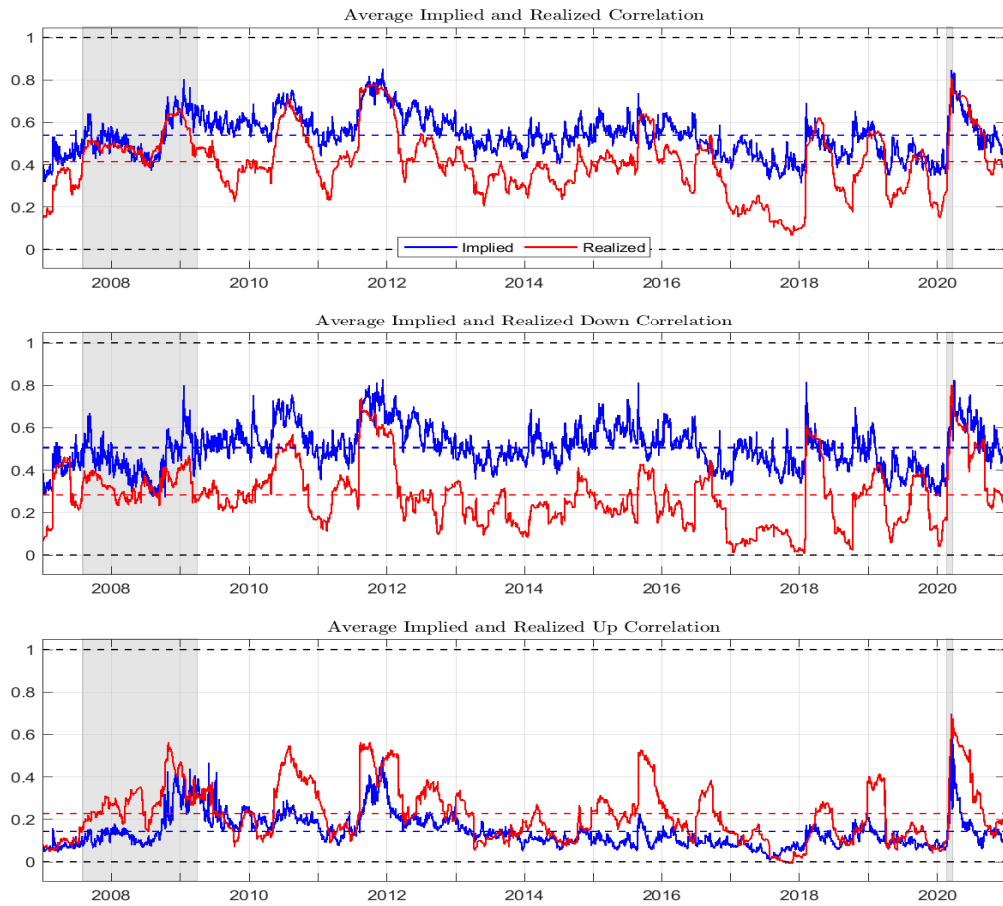 Average Implied and Realized Correlation
1
0.8
0.6
0.4
0.2
0
Implied Realized
2008 2010 2012 2014 2016 2018 2020
Average Implied and Realized Down Correlation
1
0.8
0.6
0.4
0.2
0
2008 2010 2012 2014 2016 2018 2020
Average Implied and Realized Up Correlation
1
0.8
0.6
0.4
0.2
0
2008 2010 2012 2014 2016 2018 2020